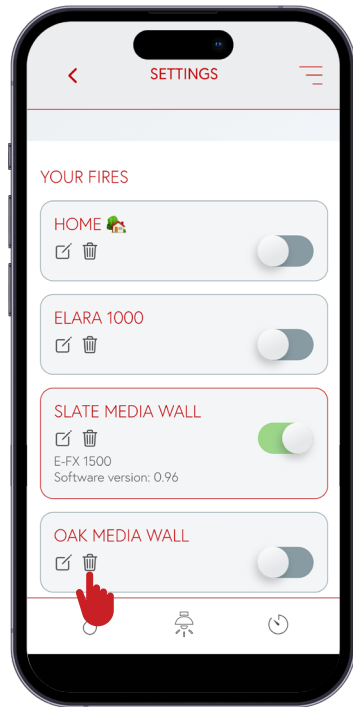 SETTINGS
YOUR FIRES
HOME
ELARA 1000
SLATE MEDIA WALL
E-FX 1500
Software version: 0.96
OAK MEDIA WALL